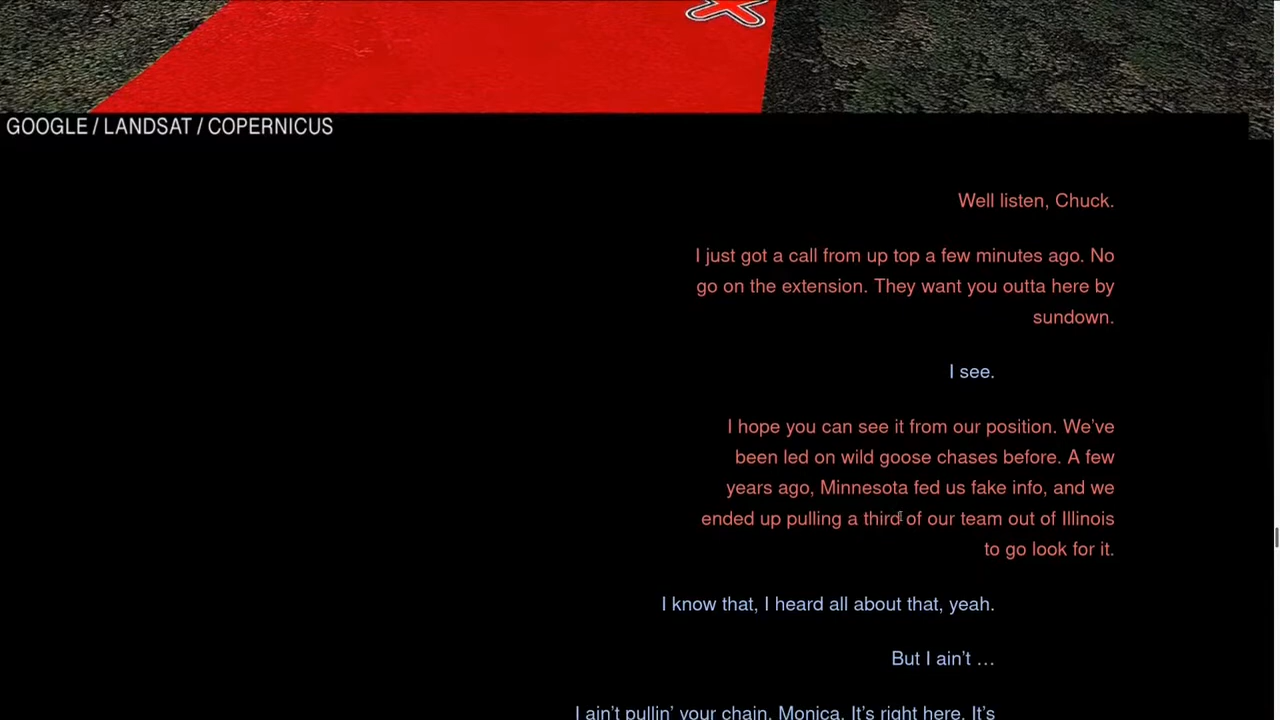 GOOGLE / LANDSAT / COPERNICUS
Well listen, Chuck.
I just got a call from up top a few minutes ago. No
go on the extension. They want you outta here by
sundown.
I see.
I hope you can see it from our position. We’ve
been led on wild goose chases before. A few
years ago, Minnesota fed us fake info, and we
ended up pulling a third of our team out of Illinois
to go look for it.
I know that, I heard all about that, yeah.
But I ain’t …
I ain’t pullin’ your chain, Monica. It’s right here. It’s